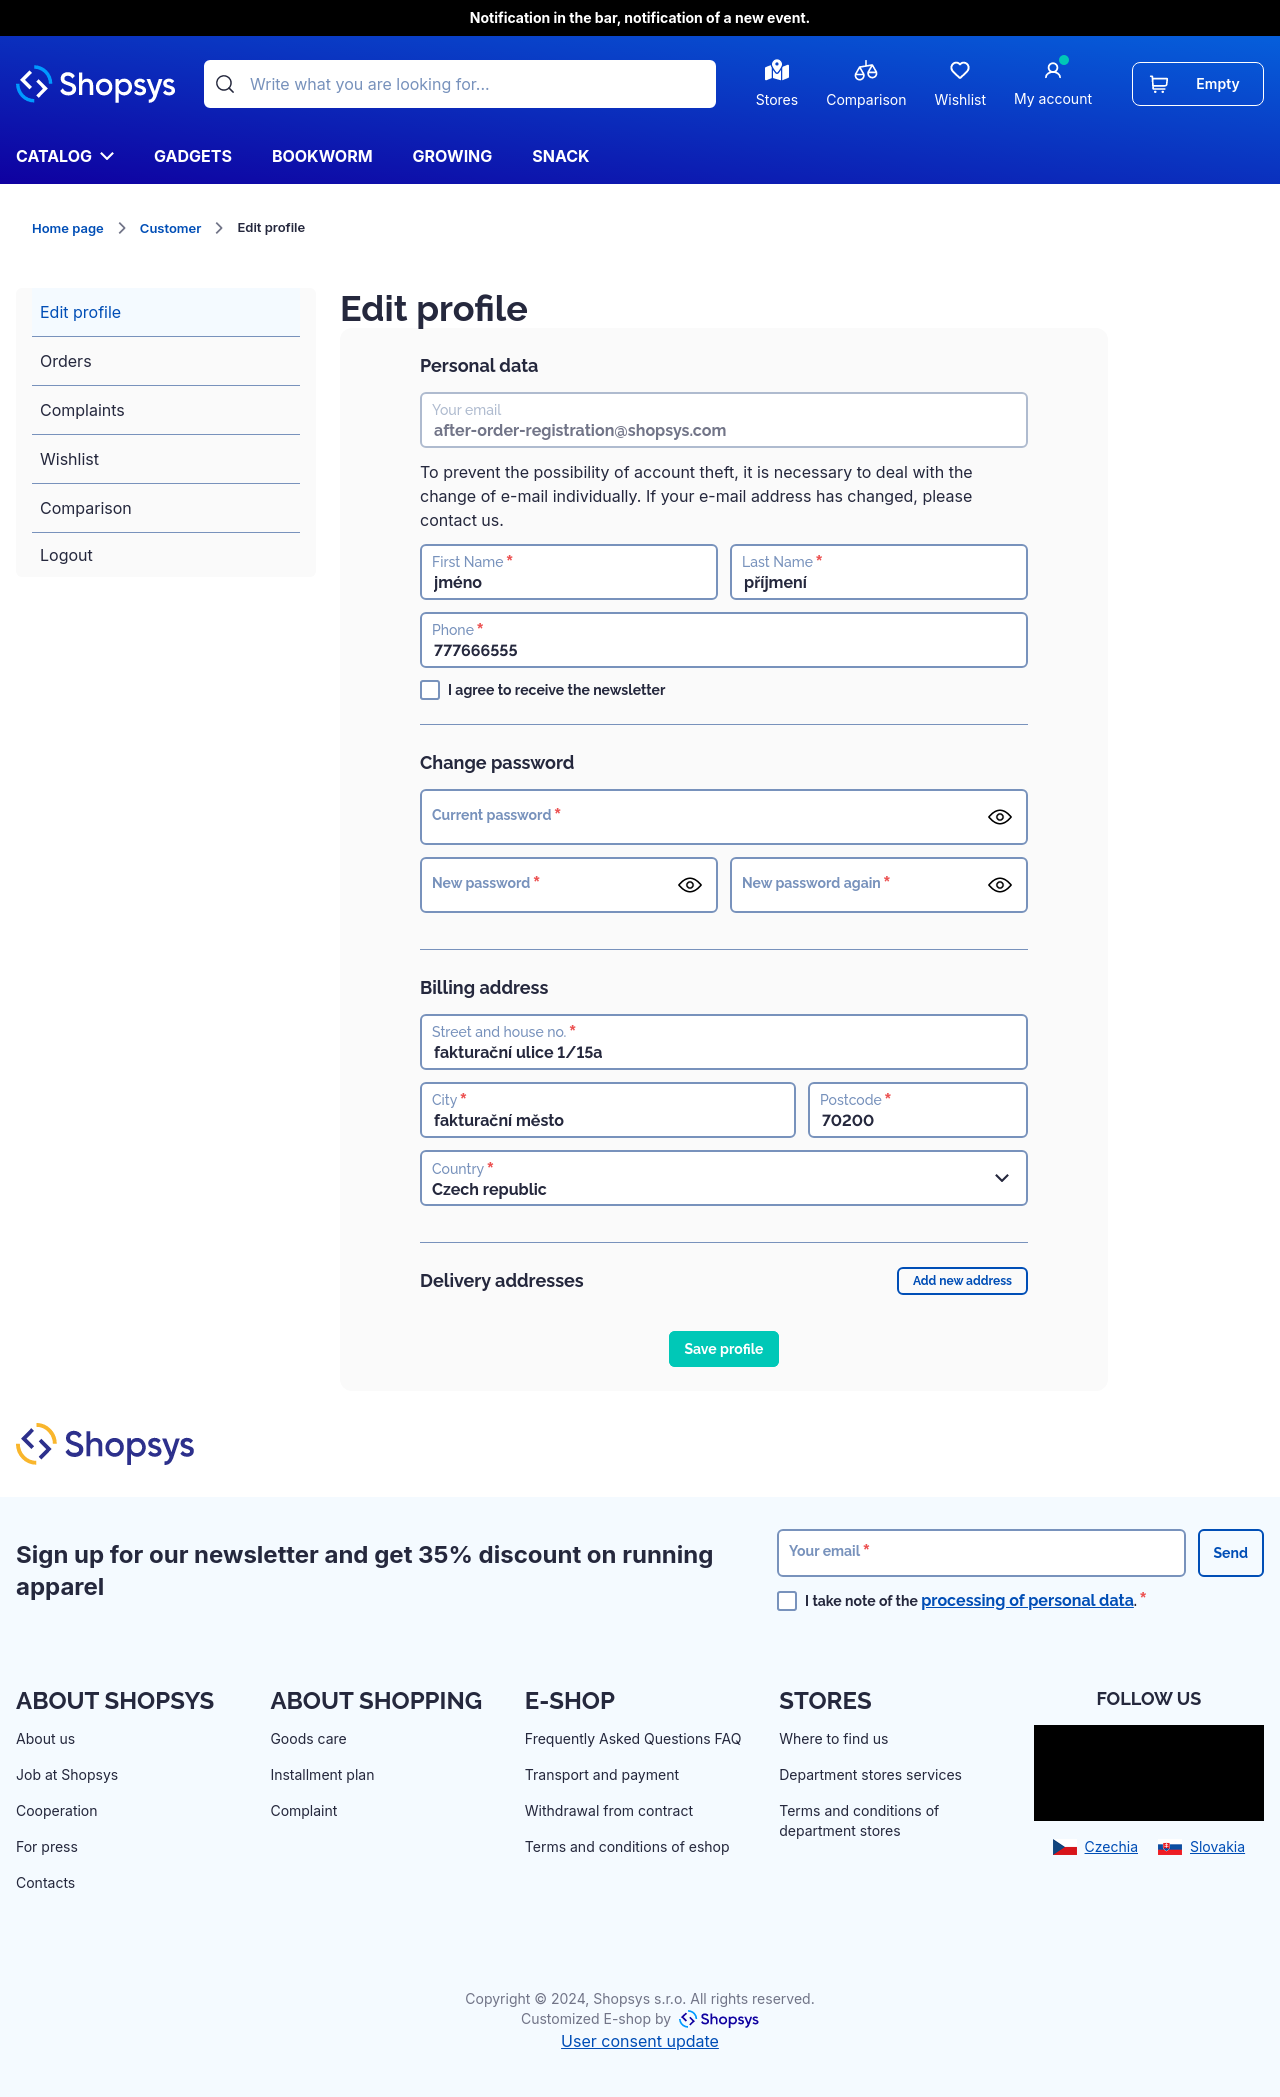 Notification in the bar, notification of a new event.
Shopsys
Write what you are looking for...
Stores
Comparison
Wishlist
My account
Empty
CATALOG
GADGETS
BOOKWORM
GROWING
SNACK
Home page
Customer
Edit profile
Edit profile
Orders
Complaints
Wishlist
Comparison
Logout
Edit profile
Personal data
Your email
after-order-registration@shopsys.com
To prevent the possibility of account theft, it is necessary to deal with the
change of e-mail individually. If your e-mail address has changed, please
contact us.
First Name *
jméno
Last Name *
příjmení
Phone *
777666555
I agree to receive the newsletter
Change password
Current password *
New password *
New password again *
Billing address
Street and house no. *
fakturační ulice 1/15a
City *
fakturační město
Postcode *
70200
Country *
Czech republic
Delivery addresses
Add new address
Save profile
Shopsys
Sign up for our newsletter and get 35% discount on running
apparel
Your email *
Send
I take note of the processing of personal data. *
ABOUT SHOPSYS
About us
Job at Shopsys
Cooperation
For press
Contacts
ABOUT SHOPPING
Goods care
Installment plan
Complaint
E-SHOP
Frequently Asked Questions FAQ
Transport and payment
Withdrawal from contract
Terms and conditions of eshop
STORES
Where to find us
Department stores services
Terms and conditions of
department stores
FOLLOW US
Czechia
Slovakia
Copyright © 2024, Shopsys s.r.o. All rights reserved.
Customized E-shop by Shopsys
User consent update